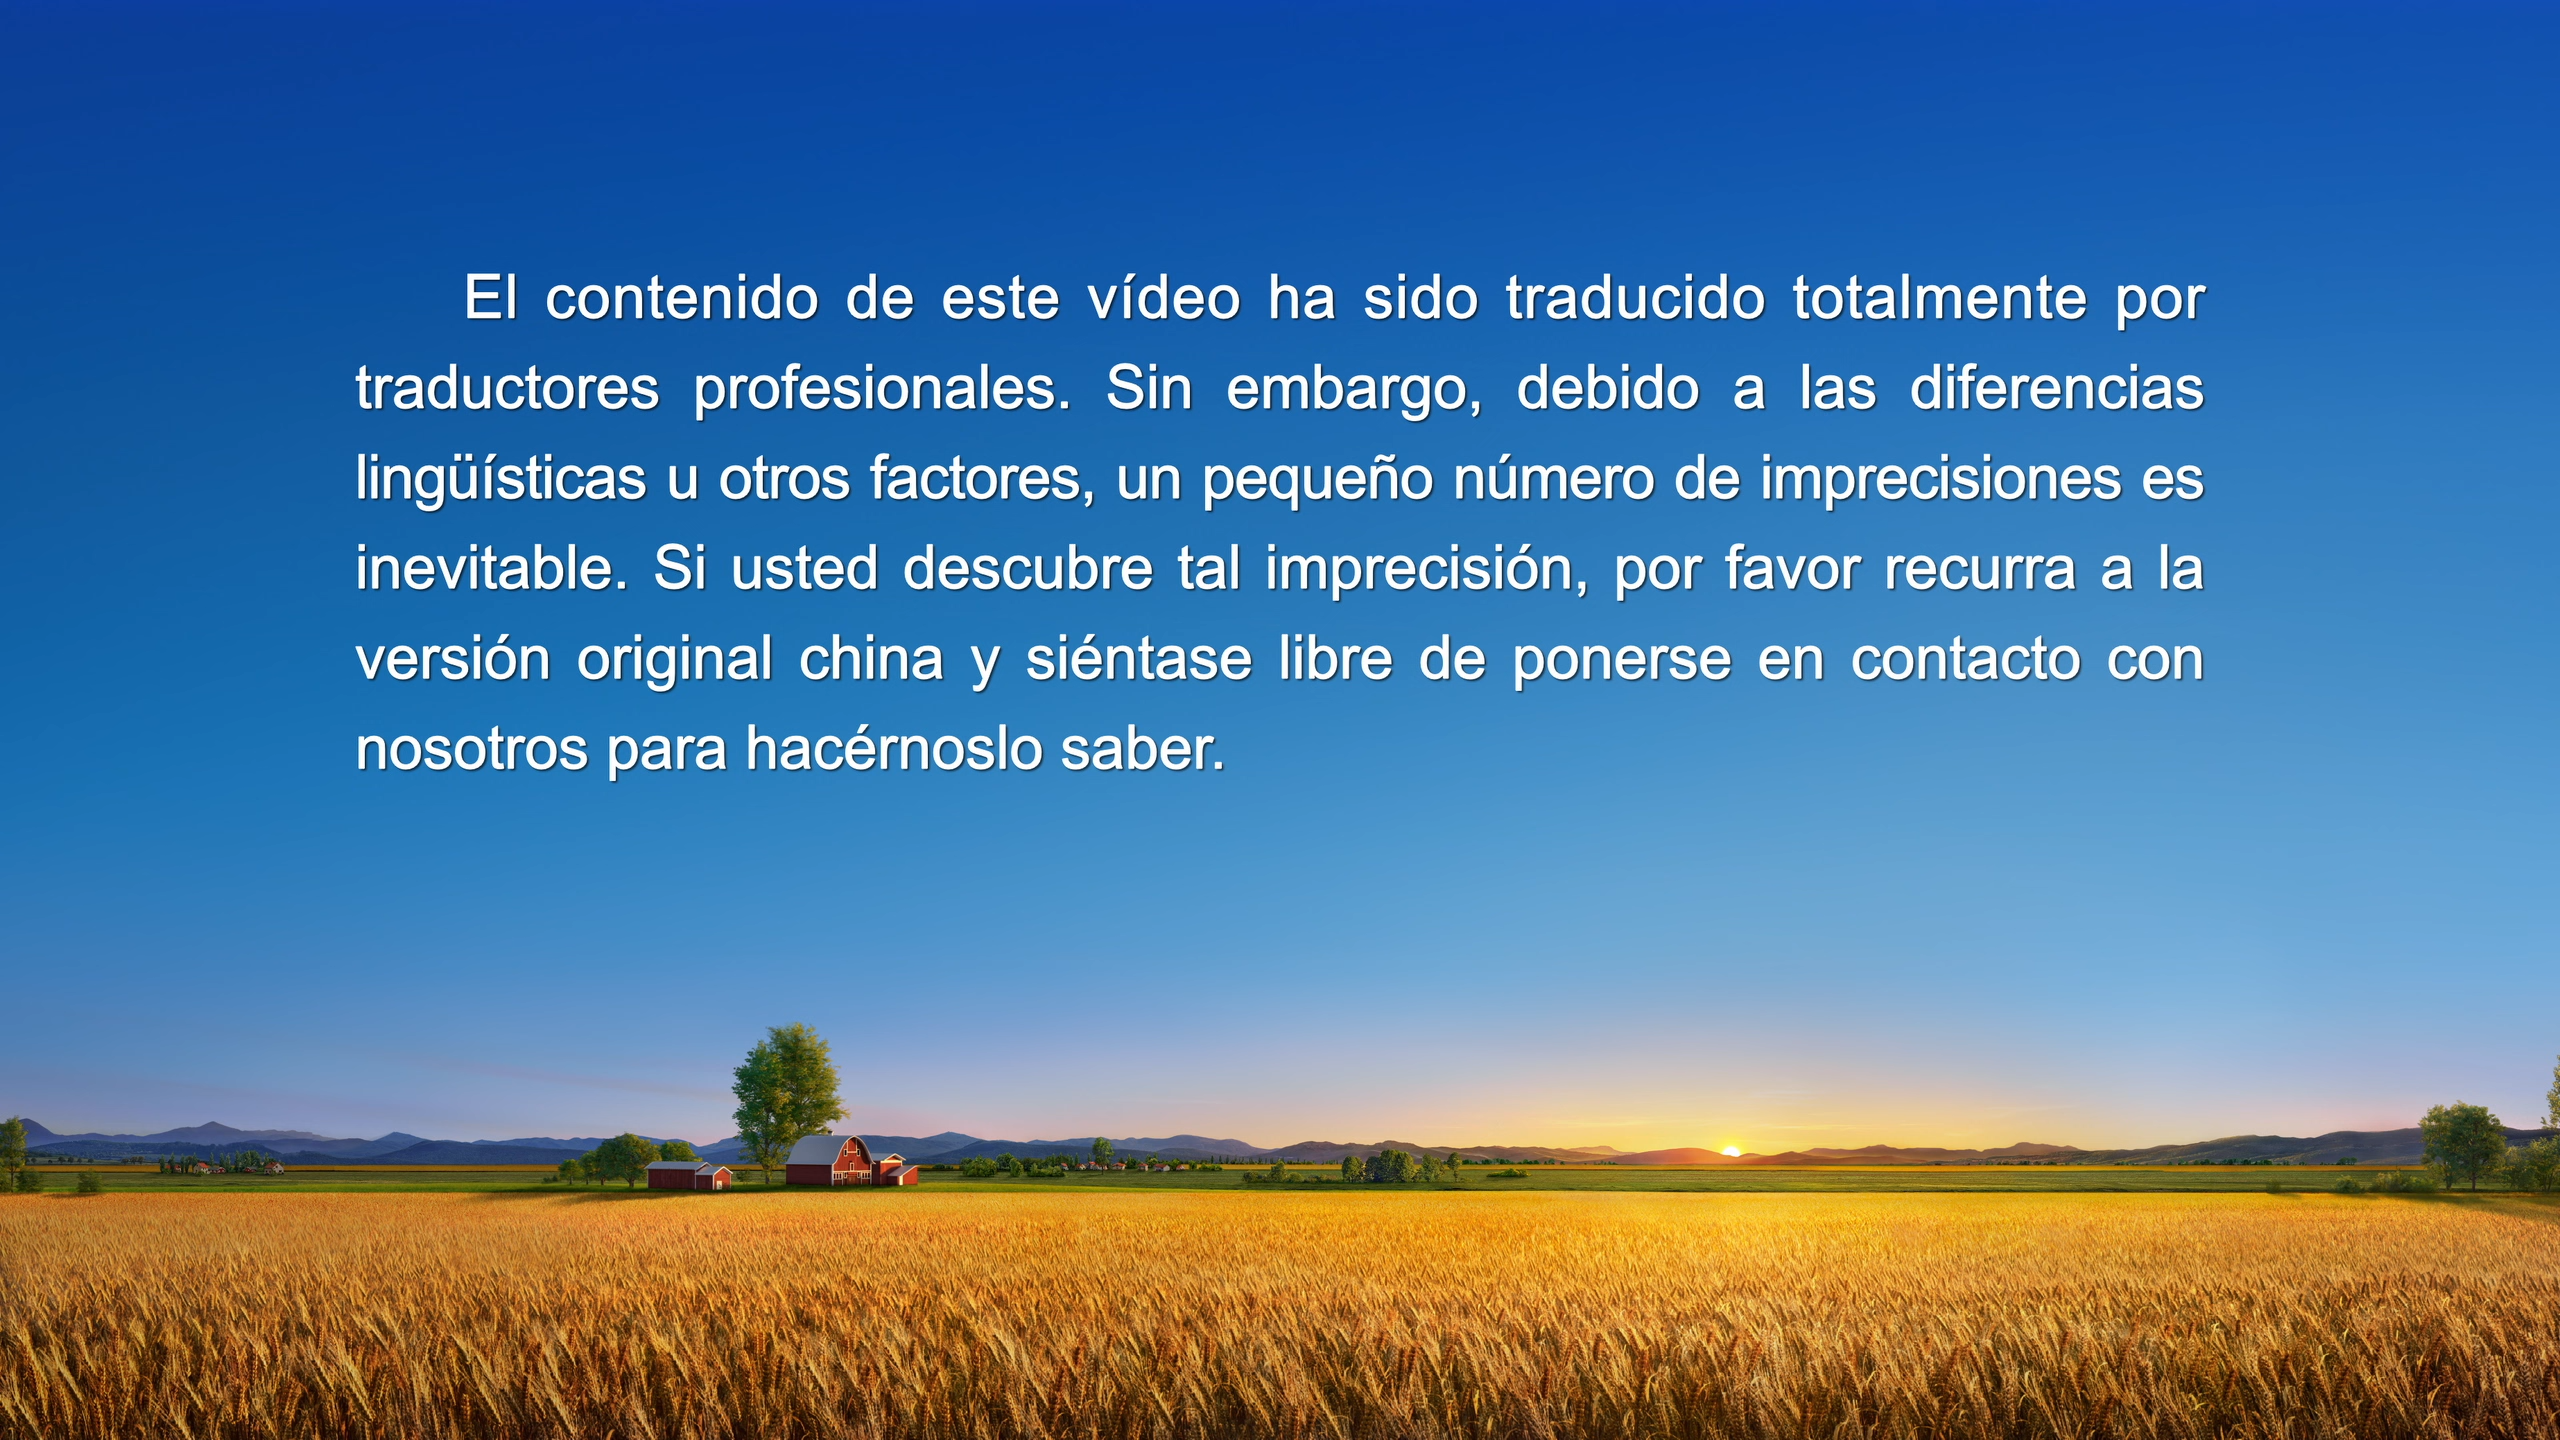 El contenido de este vídeo ha sido traducido totalmente por
traductores profesionales. Sin embargo, debido a las diferencias
lingüísticas u otros factores, un pequeño número de imprecisiones es
inevitable. Si usted descubre tal imprecisión, por favor recurra a la
versión original china y siéntase libre de ponerse en contacto con
nosotros para hacérnoslo saber.